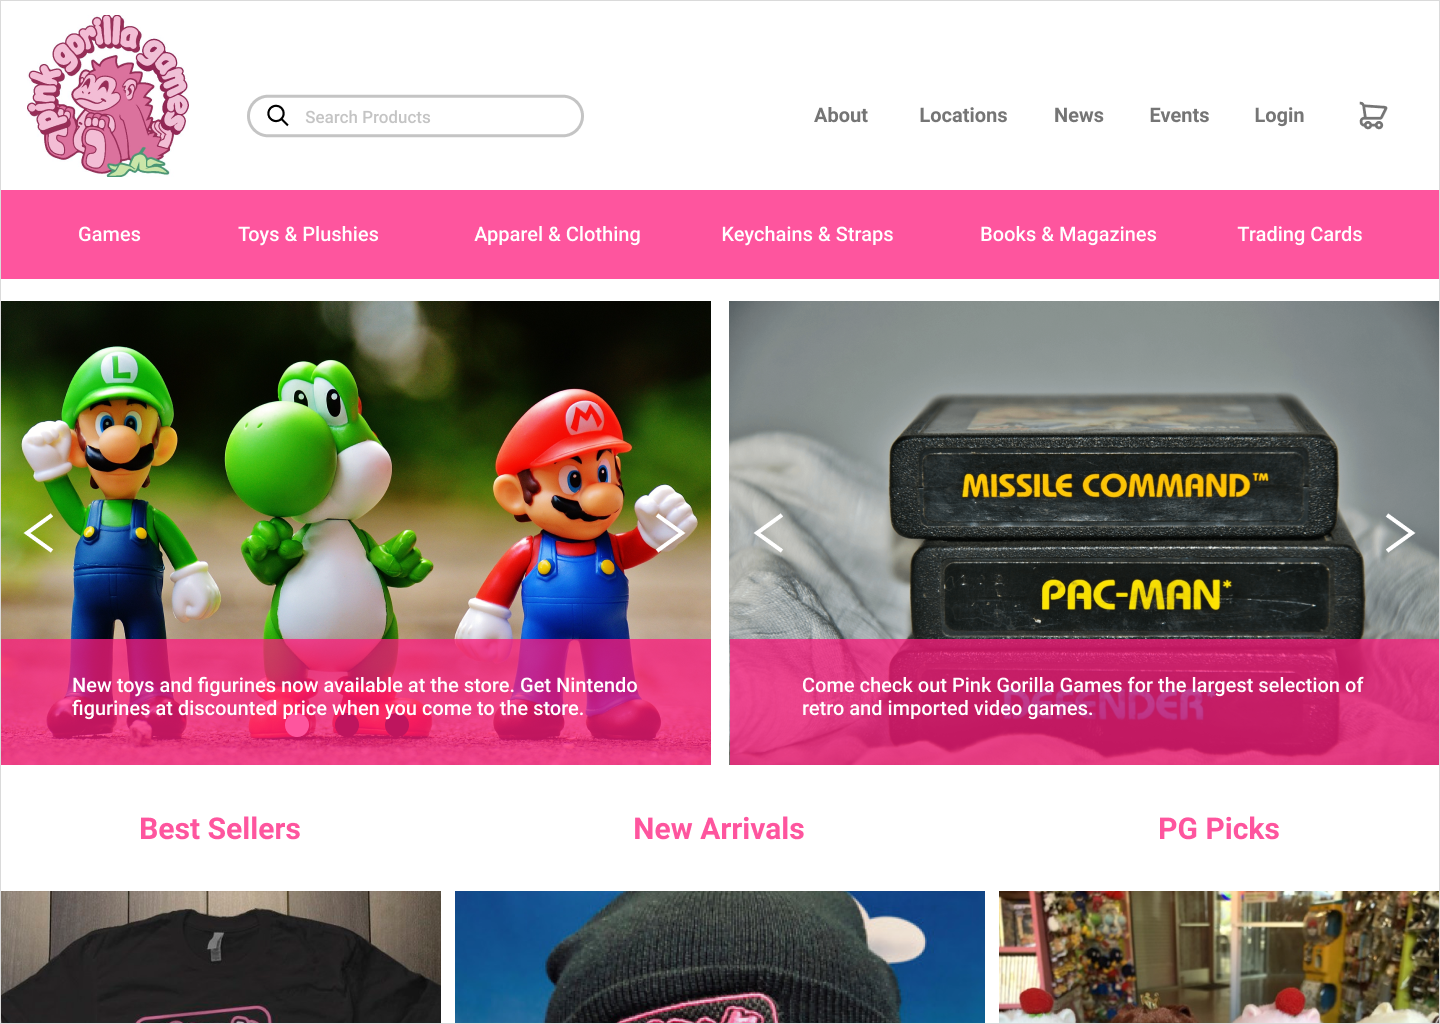 pink gorilla games
Search Products
About Locations News Events Login
Games Toys & Plushies Apparel & Clothing Keychains & Straps Books & Magazines Trading Cards
L
M
MISSILE COMMAND™
PAC-MAN*
DEFENDER
New toys and figurines now available at the store. Get Nintendo
figurines at discounted price when you come to the store.
Come check out Pink Gorilla Games for the largest selection of
retro and imported video games.
Best Sellers New Arrivals PG Picks